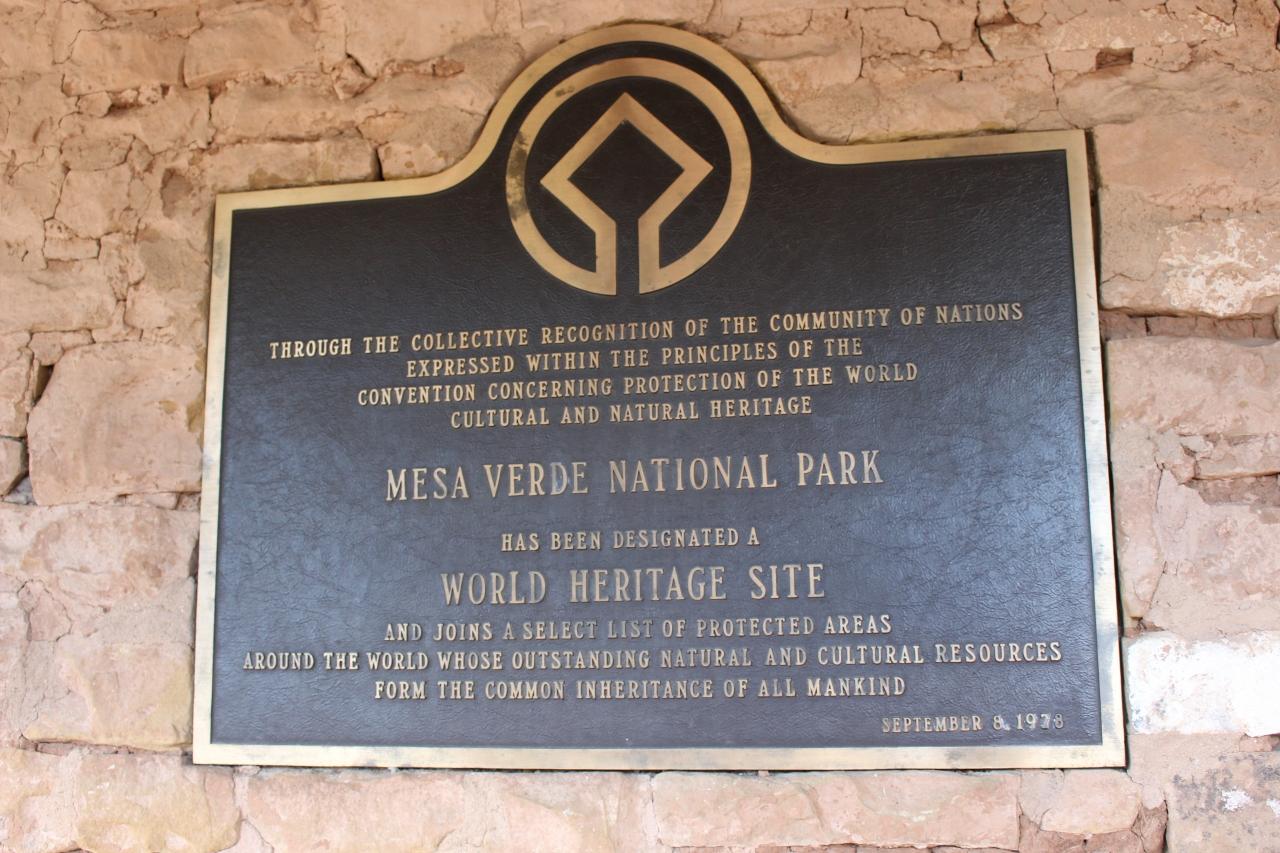 THROUGH THE COLLECTIVE RECOGNITION OF THE COMMUNITY OF NATIONS
EXPRESSED WITHIN THE PRINCIPLES OF THE
CONVENTION CONCERNING PROTECTION OF THE WORLD
CULTURAL AND NATURAL HERITAGE
MESA VERDE NATIONAL PARK
HAS BEEN DESIGNATED A
WORLD HERITAGE SITE
AND JOINS A SELECT LIST OF PROTECTED AREAS
AROUND THE WORLD WHOSE OUTSTANDING NATURAL AND CULTURAL RESOURCES
FORM THE COMMON INHERITANCE OF ALL MANKIND
SEPTEMBER 8, 1978